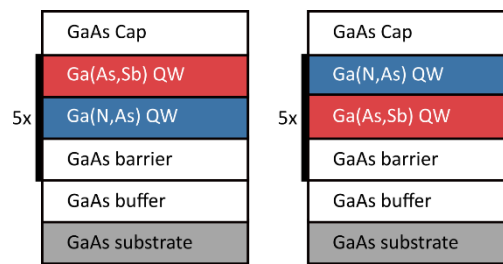 GaAs Cap
Ga(As,Sb) QW
5x
Ga(N,As) QW
GaAs barrier
GaAs buffer
GaAs substrate
GaAs Cap
Ga(N,As) QW
5x
Ga(As,Sb) QW
GaAs barrier
GaAs buffer
GaAs substrate